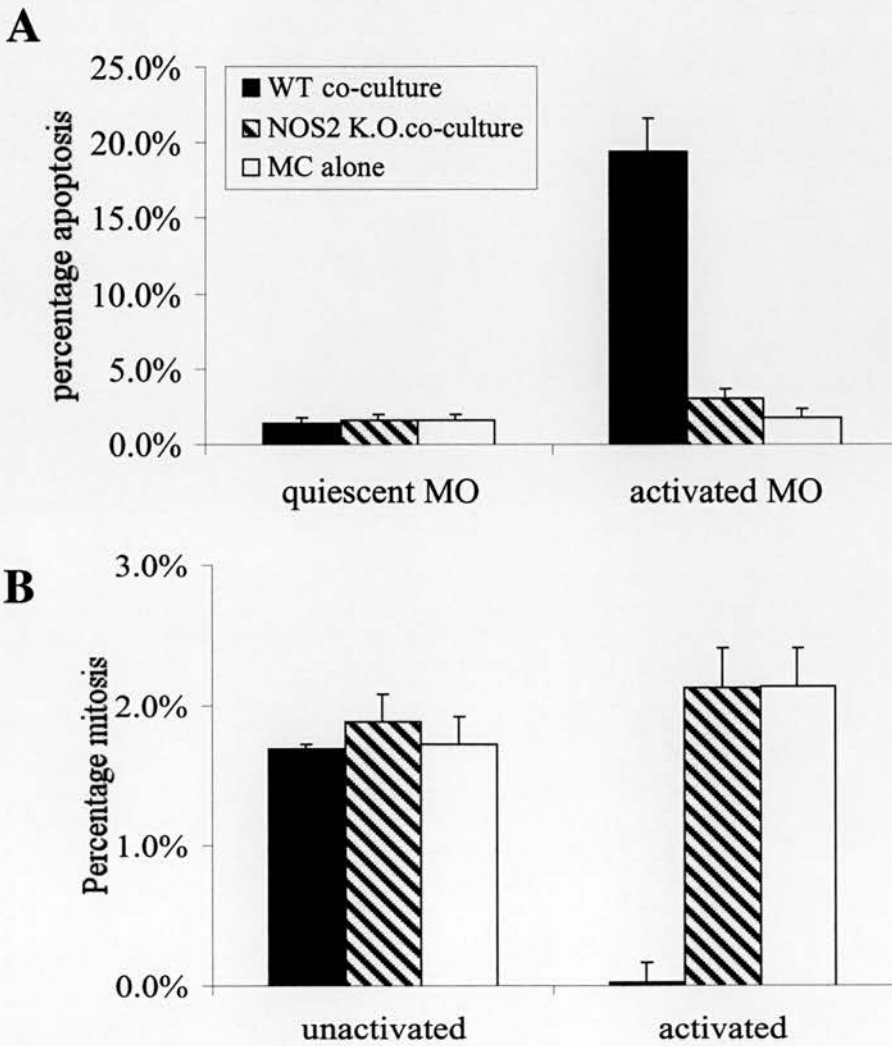 A
25.0%
20.0%
15.0%
10.0%
5.0%
0.0%
percentage apoptosis
WT co-culture
NOS2 K.O.co-culture
MC alone
quiescent MO
activated MO
B
3.0%
2.0%
1.0%
0.0%
Percentage mitosis
unactivated
activated